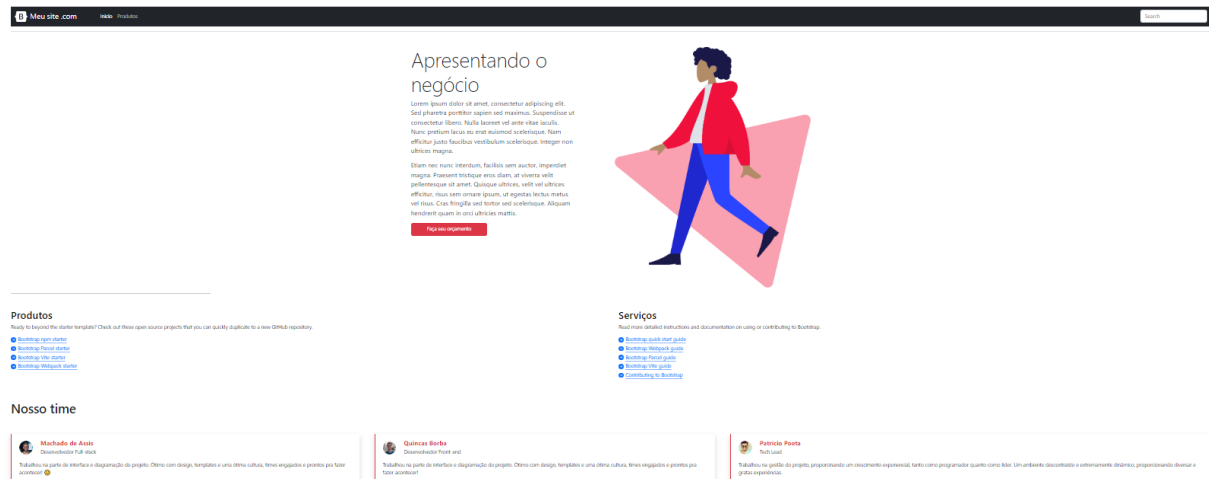 B Meu site .com Início Produtos Search
Apresentando o
negócio
Lorem ipsum dolor sit amet, consectetur adipiscing elit.
Sed pharetra porttitor sapien sed maximus. Suspendisse ut
consectetur libero. Nulla laoreet vel ante vitae iaculis.
Nunc pretium lacus eu erat euismod scelerisque. Nam
efficitur justo faucibus vestibulum scelerisque. Integer non
ultrices magna.
Etiam nec nunc interdum, facilisis sem auctor, imperdiet
magna. Praesent tristique eros diam, at viverra velit
pellentesque sit amet. Quisque ultrices, velit vel ultrices
efficitur, risus sem ornare ipsum, ut egestas lectus metus
vel risus. Cras fringilla sed tortor sed scelerisque. Aliquam
hendrerit quam in orci ultricies mattis.
Faça seu orçamento
Produtos
Ready to beyond the starter template? Check out these open source projects that you can quickly duplicate to a new GitHub repository.
Bootstrap npm starter
Bootstrap Parcel starter
Bootstrap Vite starter
Bootstrap Webpack starter
Serviços
Read more detailed instructions and documentation on using or contributing to Bootstrap.
Bootstrap quick start guide
Bootstrap Webpack guide
Bootstrap Parcel guide
Bootstrap Vite guide
Contributing to Bootstrap
Nosso time
Machado de Assis
Desenvolvedor Full-stack
Trabalhou na parte de interface e diagramação do projeto. Ótimo com design, templates e uma ótima cultura, times engajados e prontos pra fazer
acontecer! 😄
Quincas Borba
Desenvolvedor Front-end
Trabalhou na parte de interface e diagramação do projeto. Ótimo com design, templates e uma ótima cultura, times engajados e prontos pra
fazer acontecer!
Patrício Poeta
Tech Lead
Trabalhou na gestão do projeto, proporcionando um crescimento exponencial, tanto como programador quanto como líder. Um ambiente descontraído e extremamente dinâmico, proporcionando diversas e
gratas experiências.